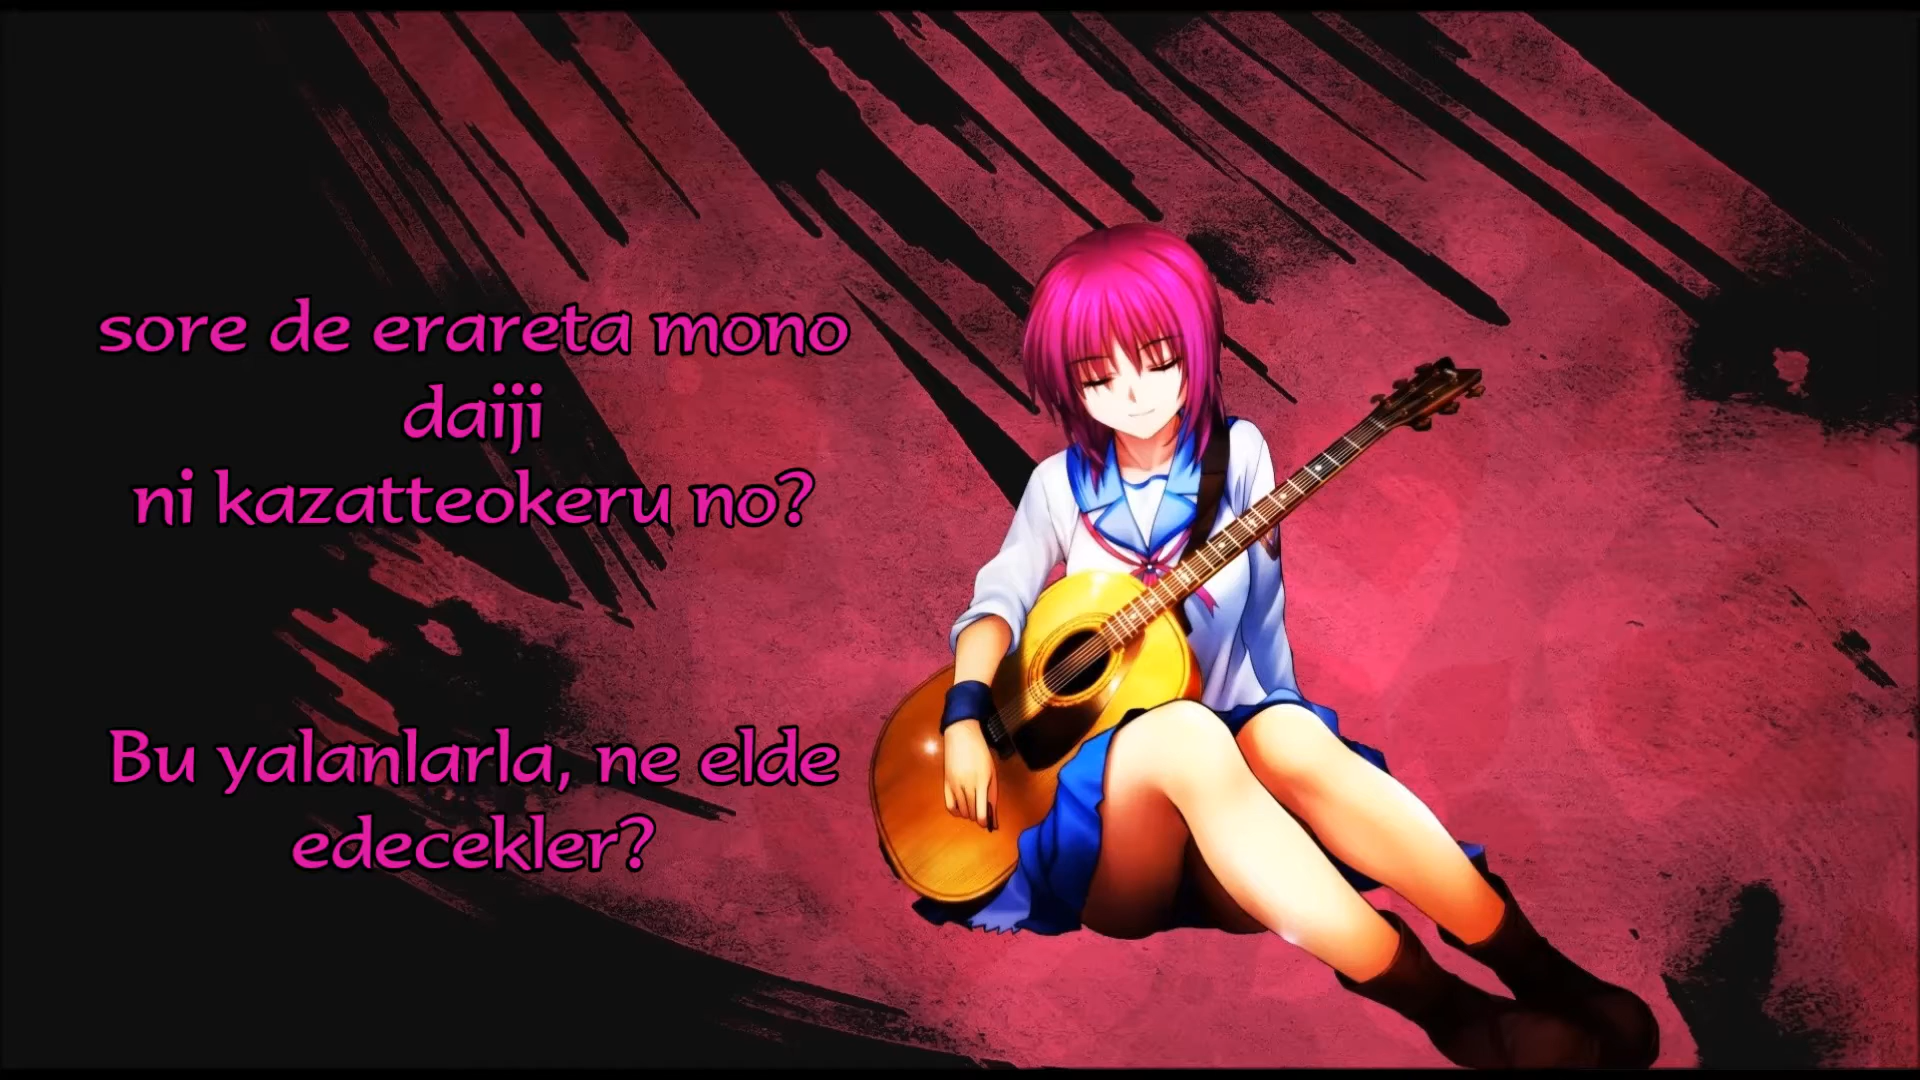 sore de erareta mono
daiji
ni kazatteokeru no?
Bu yalanlarla, ne elde
edecekler?